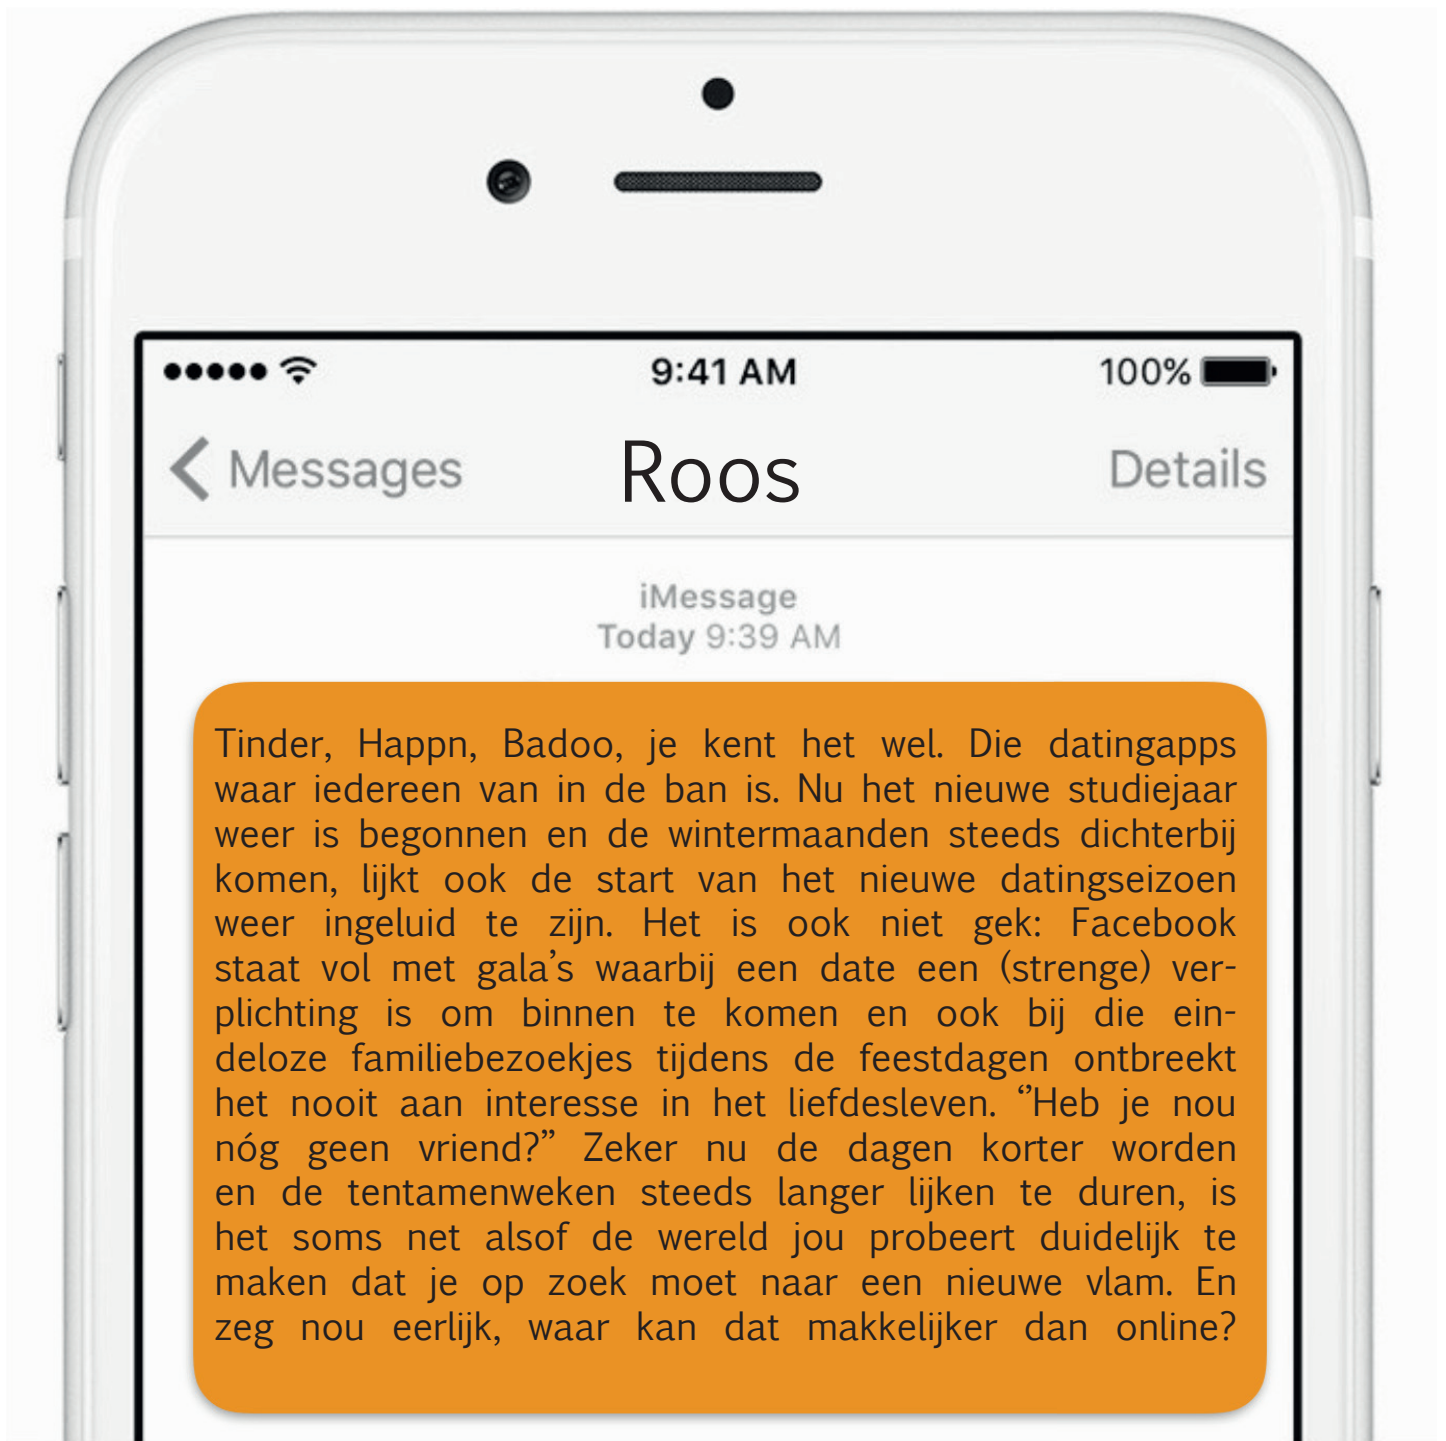 9:41 AM
100%
Messages
Roos
Details
iMessage
Today 9:39 AM
Tinder, Happn, Badoo, je kent het wel. Die datingapps
waar iedereen van in de ban is. Nu het nieuwe studiejaar
weer is begonnen en de wintermaanden steeds dichterbij
komen, lijkt ook de start van het nieuwe datingseizoen
weer ingeluid te zijn. Het is ook niet gek: Facebook
staat vol met gala’s waarbij een date een (strenge) ver-
plichting is om binnen te komen en ook bij die ein-
deloze familiebezoekjes tijdens de feestdagen ontbreekt
het nooit aan interesse in het liefdesleven. “Heb je nou
nóg geen vriend?” Zeker nu de dagen korter worden
en de tentamenweken steeds langer lijken te duren, is
het soms net alsof de wereld jou probeert duidelijk te
maken dat je op zoek moet naar een nieuwe vlam. En
zeg nou eerlijk, waar kan dat makkelijker dan online?